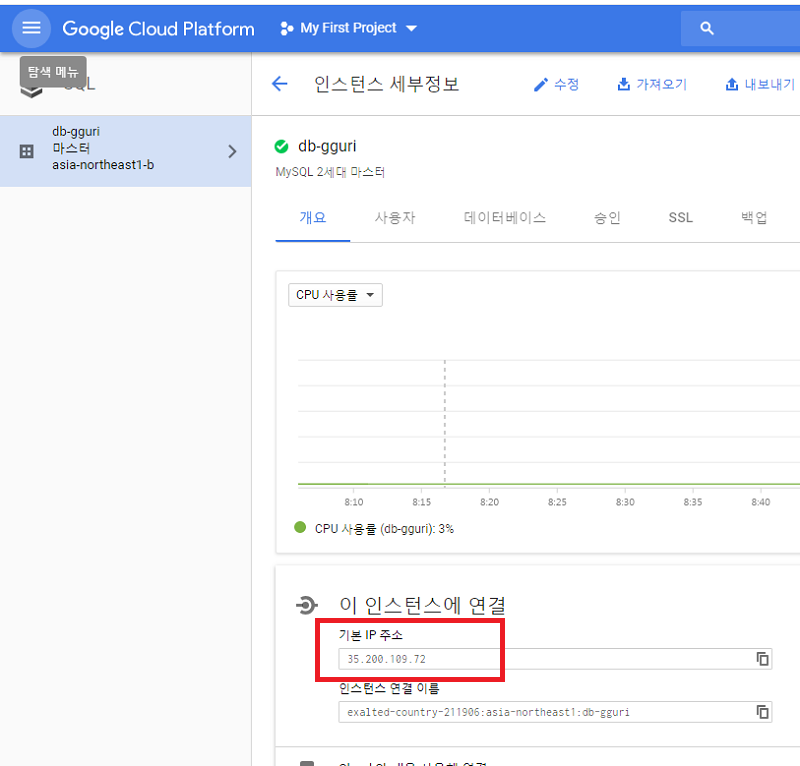 Google Cloud Platform
My First Project
탐색 메뉴
SQL
인스턴스 세부정보
수정
가져오기
내보내기
db-gguri
마스터
asia-northeast1-b
db-gguri
MySQL 2세대 마스터
개요
사용자
데이터베이스
승인
SSL
백업
CPU 사용률
8:10
8:15
8:20
8:25
8:30
8:35
8:40
CPU 사용률 (db-gguri): 3%
이 인스턴스에 연결
기본 IP 주소
35.200.109.72
인스턴스 연결 이름
exalted-country-211906:asia-northeast1:db-gguri